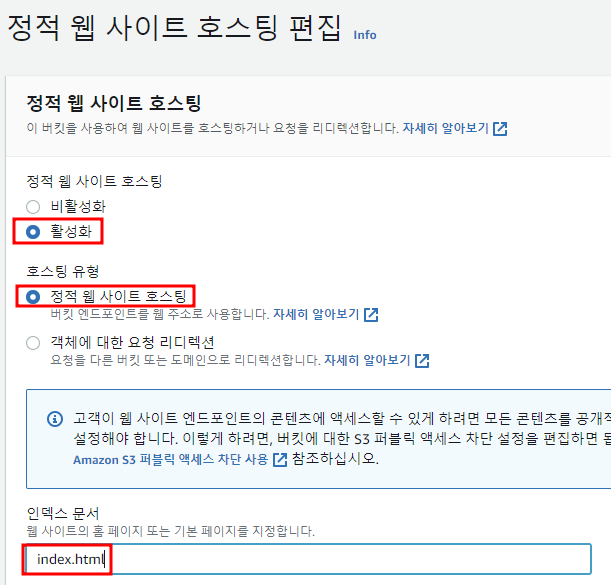 정적 웹 사이트 호스팅 편집 Info
정적 웹 사이트 호스팅
이 버킷을 사용하여 웹 사이트를 호스팅하거나 요청을 리디렉션합니다. 자세히 알아보기
정적 웹 사이트 호스팅
비활성화
활성화
호스팅 유형
정적 웹 사이트 호스팅
버킷 엔드포인트를 웹 주소로 사용합니다. 자세히 알아보기
객체에 대한 요청 리디렉션
요청을 다른 버킷 또는 도메인으로 리디렉션합니다. 자세히 알아보기
고객이 웹 사이트 엔드포인트의 콘텐츠에 액세스할 수 있게 하려면 모든 콘텐츠를 공개적
설정해야 합니다. 이렇게 하려면, 버킷에 대한 S3 퍼블릭 액세스 차단 설정을 편집하면 됩
Amazon S3 퍼블릭 액세스 차단 사용 참조하십시오.
인덱스 문서
웹 사이트의 홈 페이지 또는 기본 페이지를 지정합니다.
index.html